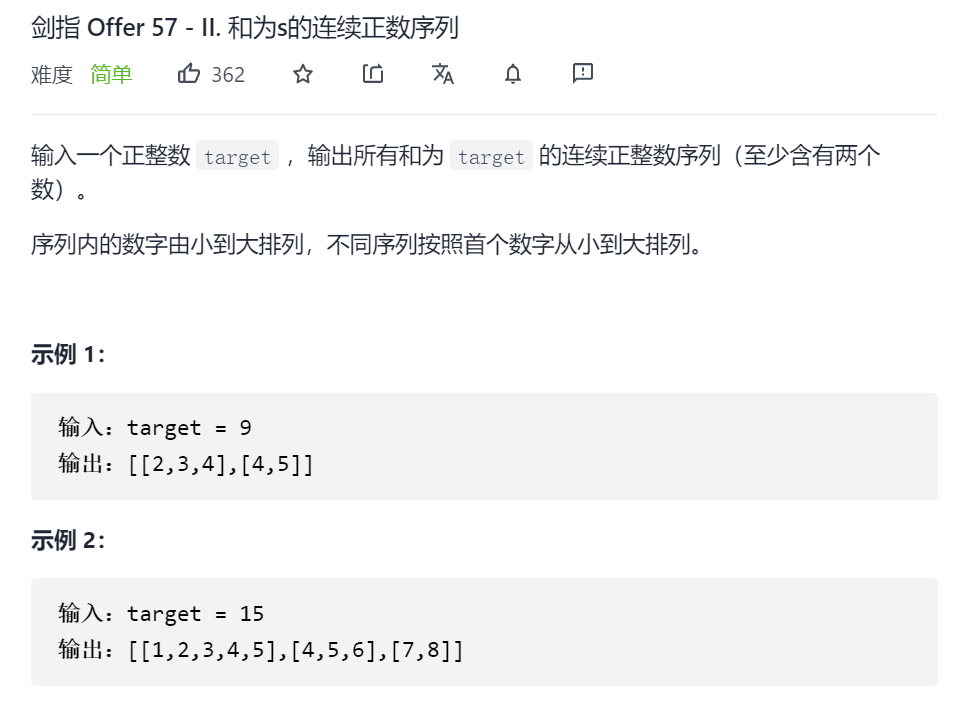 剑指 Offer 57 - II. 和为s的连续正数序列
难度 简单 362
输入一个正整数 target ，输出所有和为 target 的连续正整数序列（至少含有两个
数）。
序列内的数字由小到大排列，不同序列按照首个数字从小到大排列。
示例 1：
输入：target = 9
输出：[[2,3,4],[4,5]]
示例 2：
输入：target = 15
输出：[[1,2,3,4,5],[4,5,6],[7,8]]